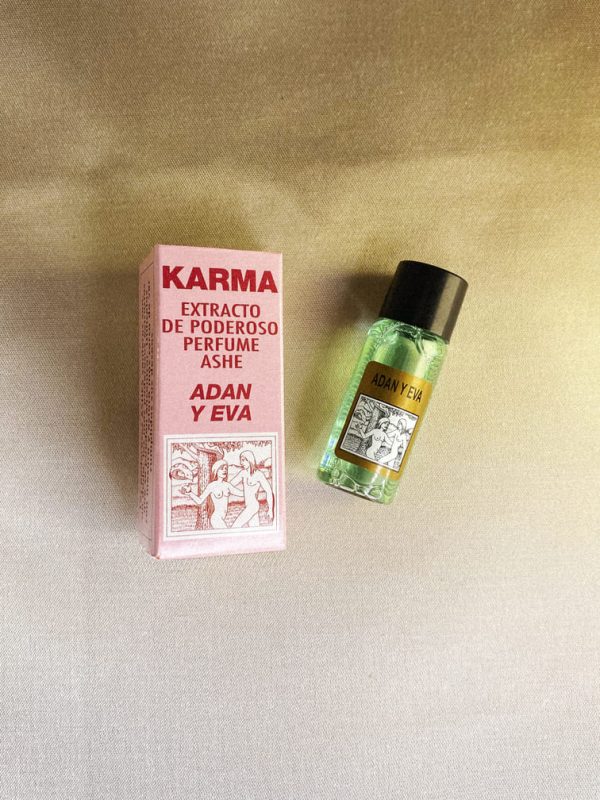 KARMA
EXTRACTO
DE PODEROSO
PERFUME
ASHE
ADAN
Y EVA
ADAN Y EVA